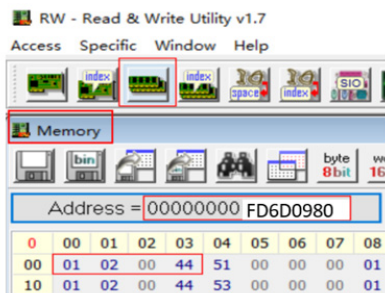 RW - Read & Write Utility v1.7
Access Specific Window Help
index
space
index
SIO
Memory
bin
byte
8bit
16
Address = 00000000 FD6D0980
0 00 01 02 03 04 05 06 07 08
00 01 02 00 44 51 00 00 00 01
10 01 02 00 44 53 00 00 00 01